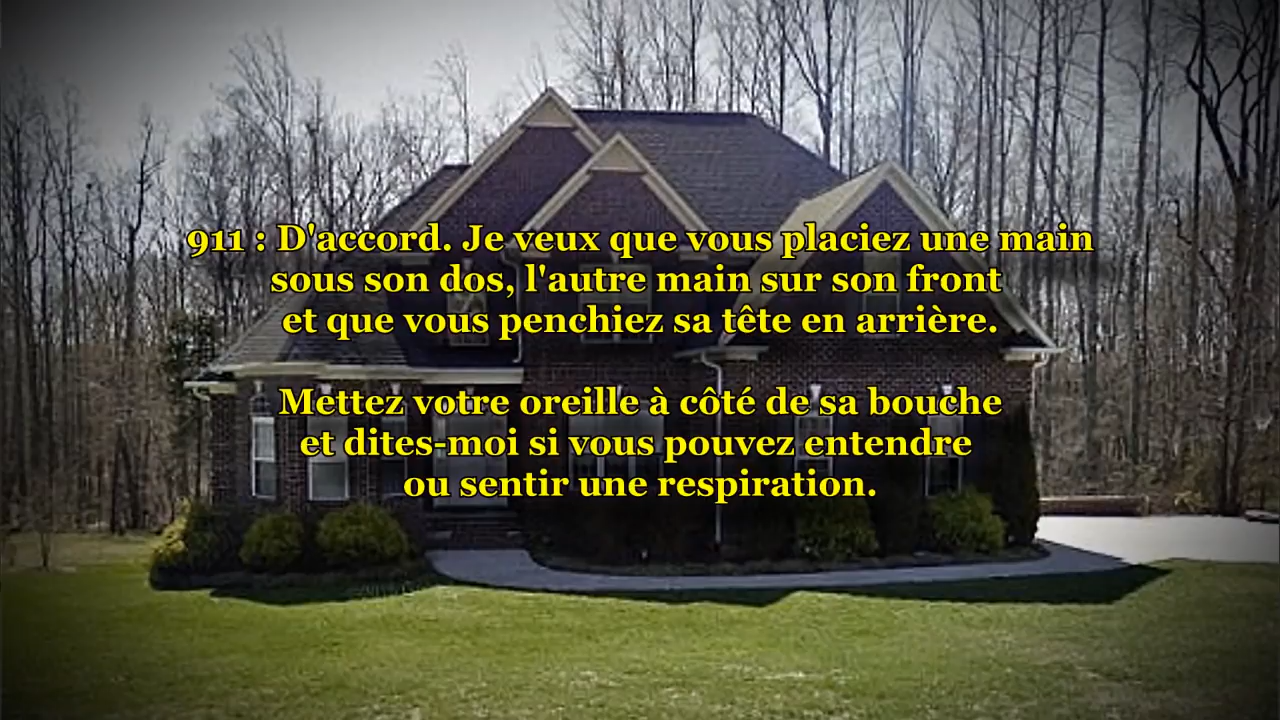 911 : D'accord. Je veux que vous placiez une main
sous son dos, l'autre main sur son front
et que vous penchiez sa tête en arrière.
Mettez votre oreille à côté de sa bouche
et dites-moi si vous pouvez entendre
ou sentir une respiration.